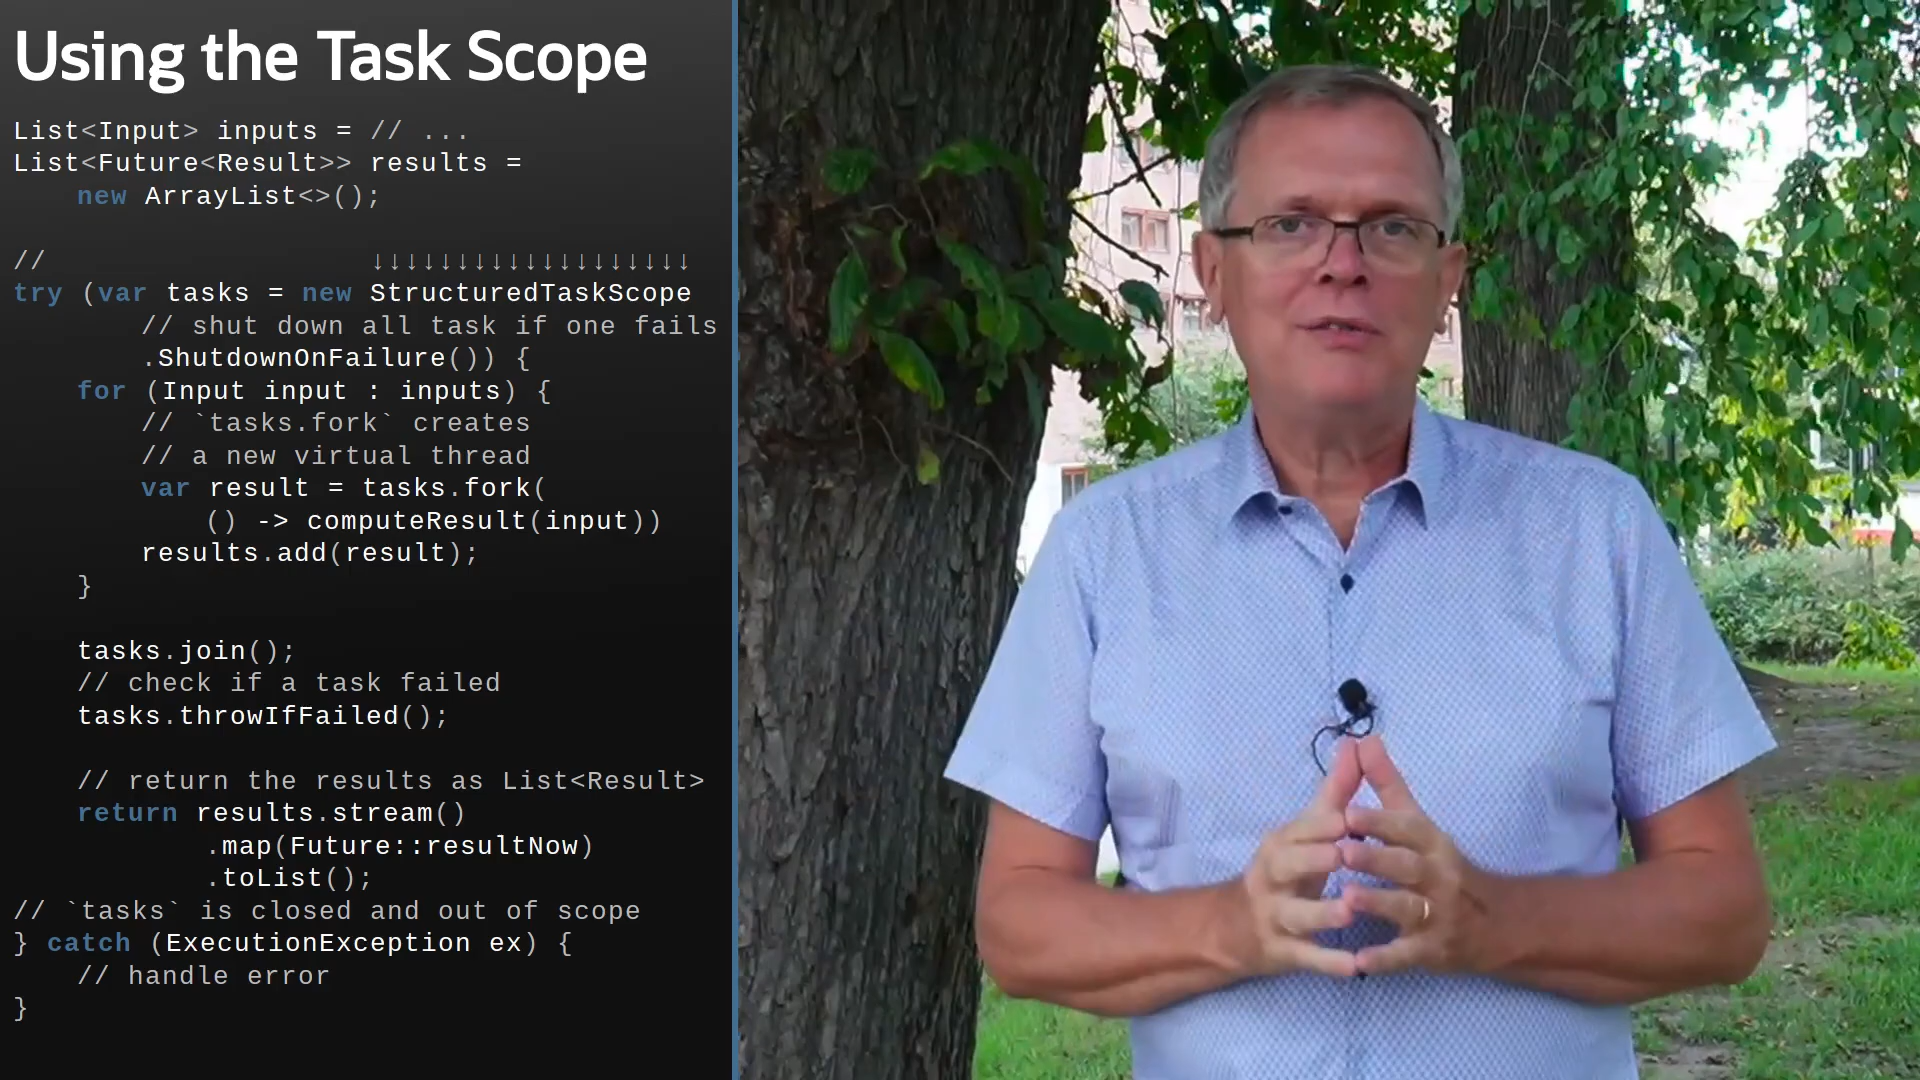 Using the Task Scope
List<Input> inputs = // ...
List<Future<Result>> results =
    new ArrayList<>();
//                   ↓↓↓↓↓↓↓↓↓↓↓↓↓↓↓↓↓↓↓
try (var tasks = new StructuredTaskScope
        // shut down all task if one fails
        .ShutdownOnFailure()) {
    for (Input input : inputs) {
        // `tasks.fork` creates
        // a new virtual thread
        var result = tasks.fork(
            () -> computeResult(input))
        results.add(result);
    }
    tasks.join();
    // check if a task failed
    tasks.throwIfFailed();
    // return the results as List<Result>
    return results.stream()
            .map(Future::resultNow)
            .toList();
// `tasks` is closed and out of scope
} catch (ExecutionException ex) {
    // handle error
}